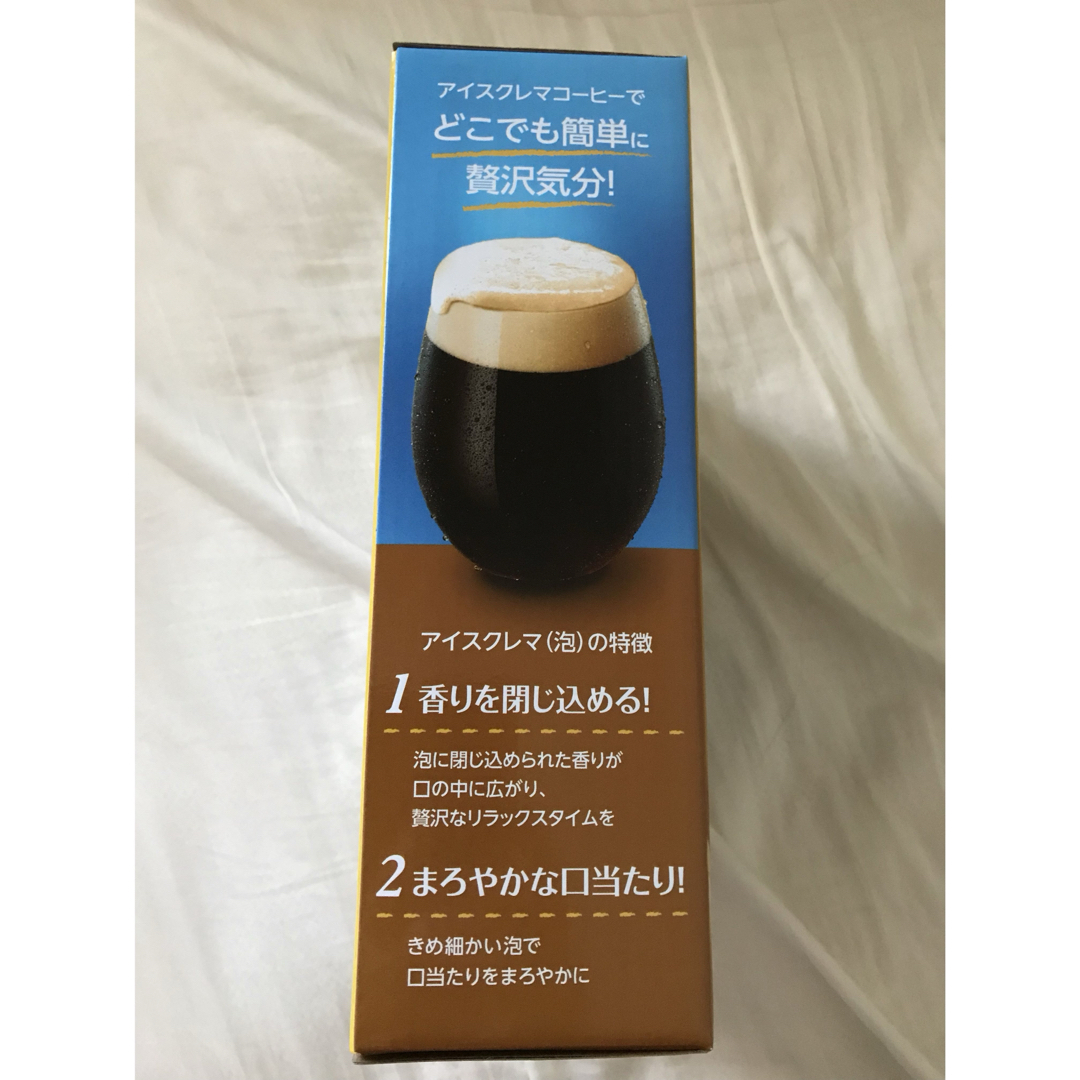 アイスクレマコーヒーで
どこでも簡単に
贅沢気分!
アイスクレマ(泡)の特徴
1 香りを閉じ込める!
泡に閉じ込められた香りが
口の中に広がり、
贅沢なリラックスタイムを
2 まろやかな口当たり!
きめ細かい泡で
口当たりをまろやかに